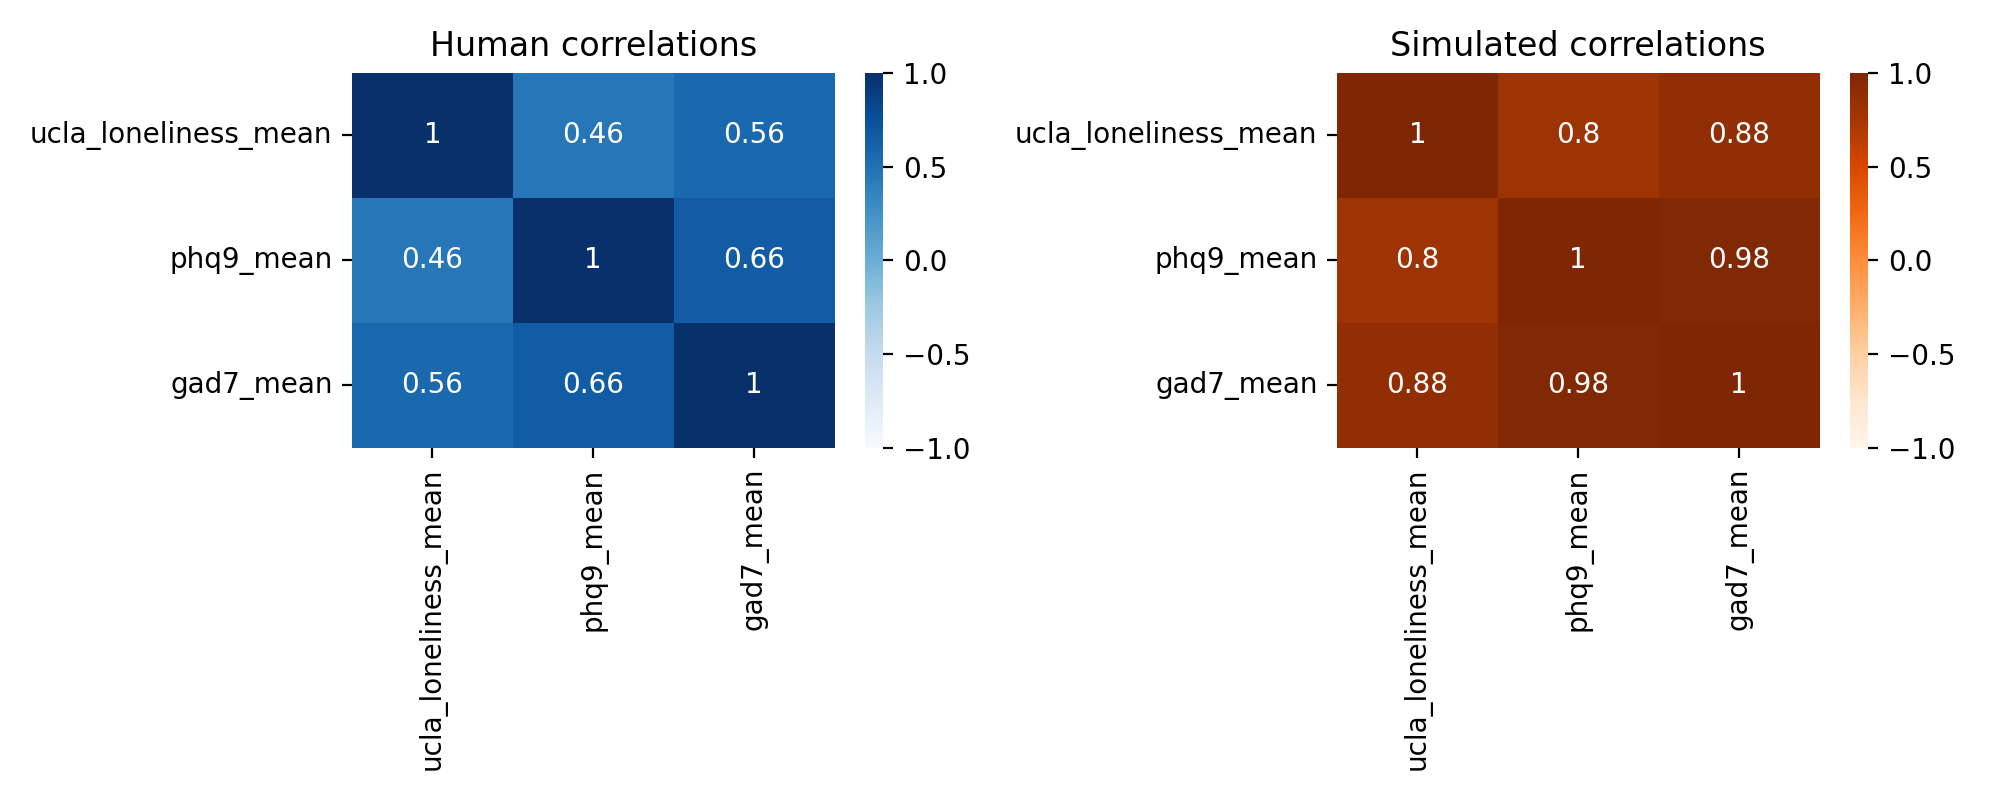 Human correlations
ucla_loneliness_mean
phq9_mean
gad7_mean
1 0.46 0.56
0.46 1 0.66
0.56 0.66 1
ucla_loneliness_mean
phq9_mean
gad7_mean
1.0
0.5
0.0
−0.5
−1.0
Simulated correlations
ucla_loneliness_mean
phq9_mean
gad7_mean
1 0.8 0.88
0.8 1 0.98
0.88 0.98 1
ucla_loneliness_mean
phq9_mean
gad7_mean
1.0
0.5
0.0
−0.5
−1.0